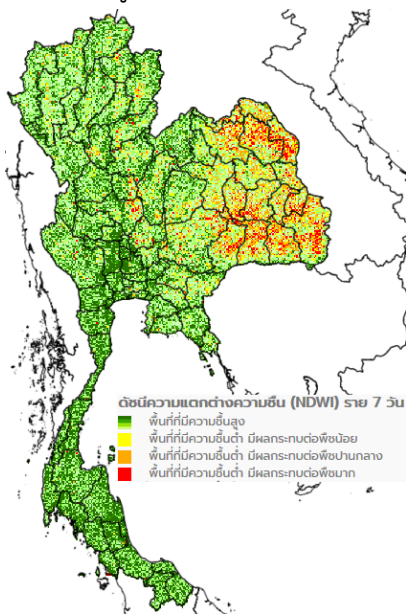 ดัชนีความแตกต่างความชื้น (NDWI) ราย 7 วัน
พื้นที่ที่มีความชื้นสูง
พื้นที่ที่มีความชื้นต่ำ มีผลกระทบต่อพืชน้อย
พื้นที่ที่มีความชื้นต่ำ มีผลกระทบต่อพืชปานกลาง
พื้นที่ที่มีความชื้นต่ำ มีผลกระทบต่อพืชมาก